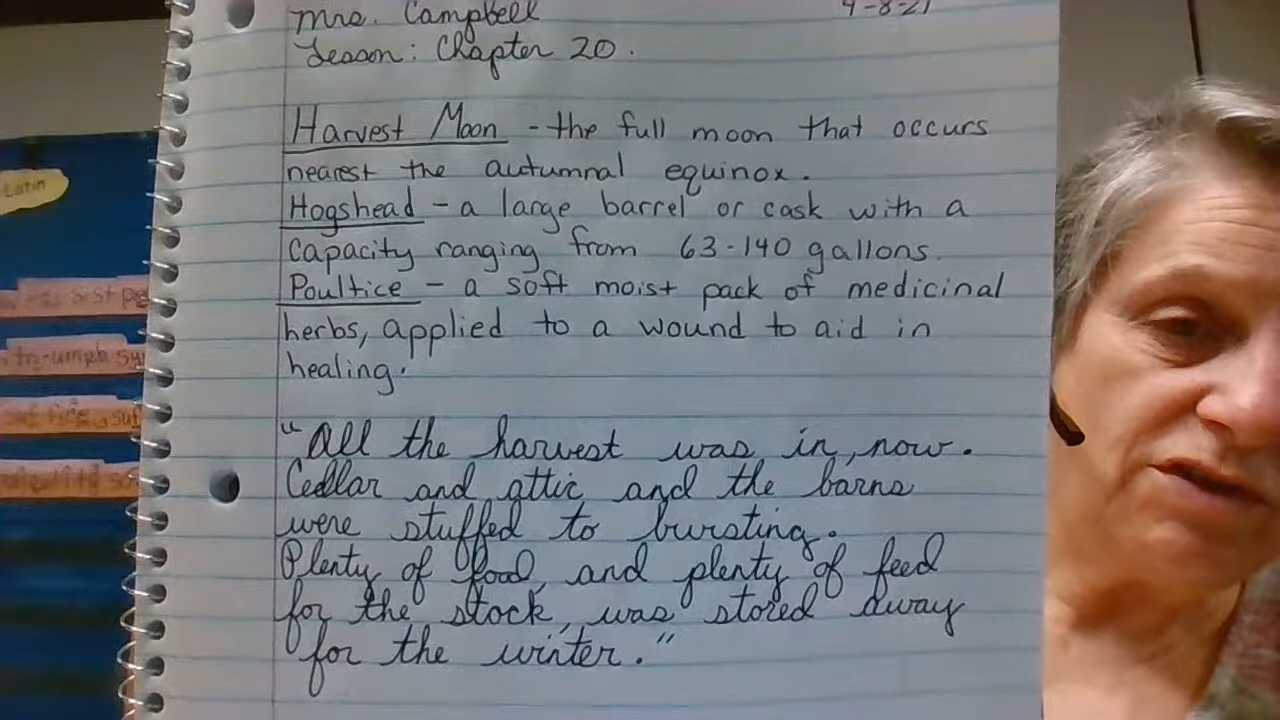 Mrs. Campbell 4-8-21
Lesson: Chapter 20.
Harvest Moon - the full moon that occurs
nearest the autumnal equinox.
Hogshead - a large barrel or cask with a
capacity ranging from 63-140 gallons.
Poultice - a soft moist pack of medicinal
herbs, applied to a wound to aid in
healing.
"All the harvest was in, now.
Cellar and attic and the barns
were stuffed to bursting.
Plenty of food, and plenty of feed
for the stock, was stored away
for the winter."
Latin